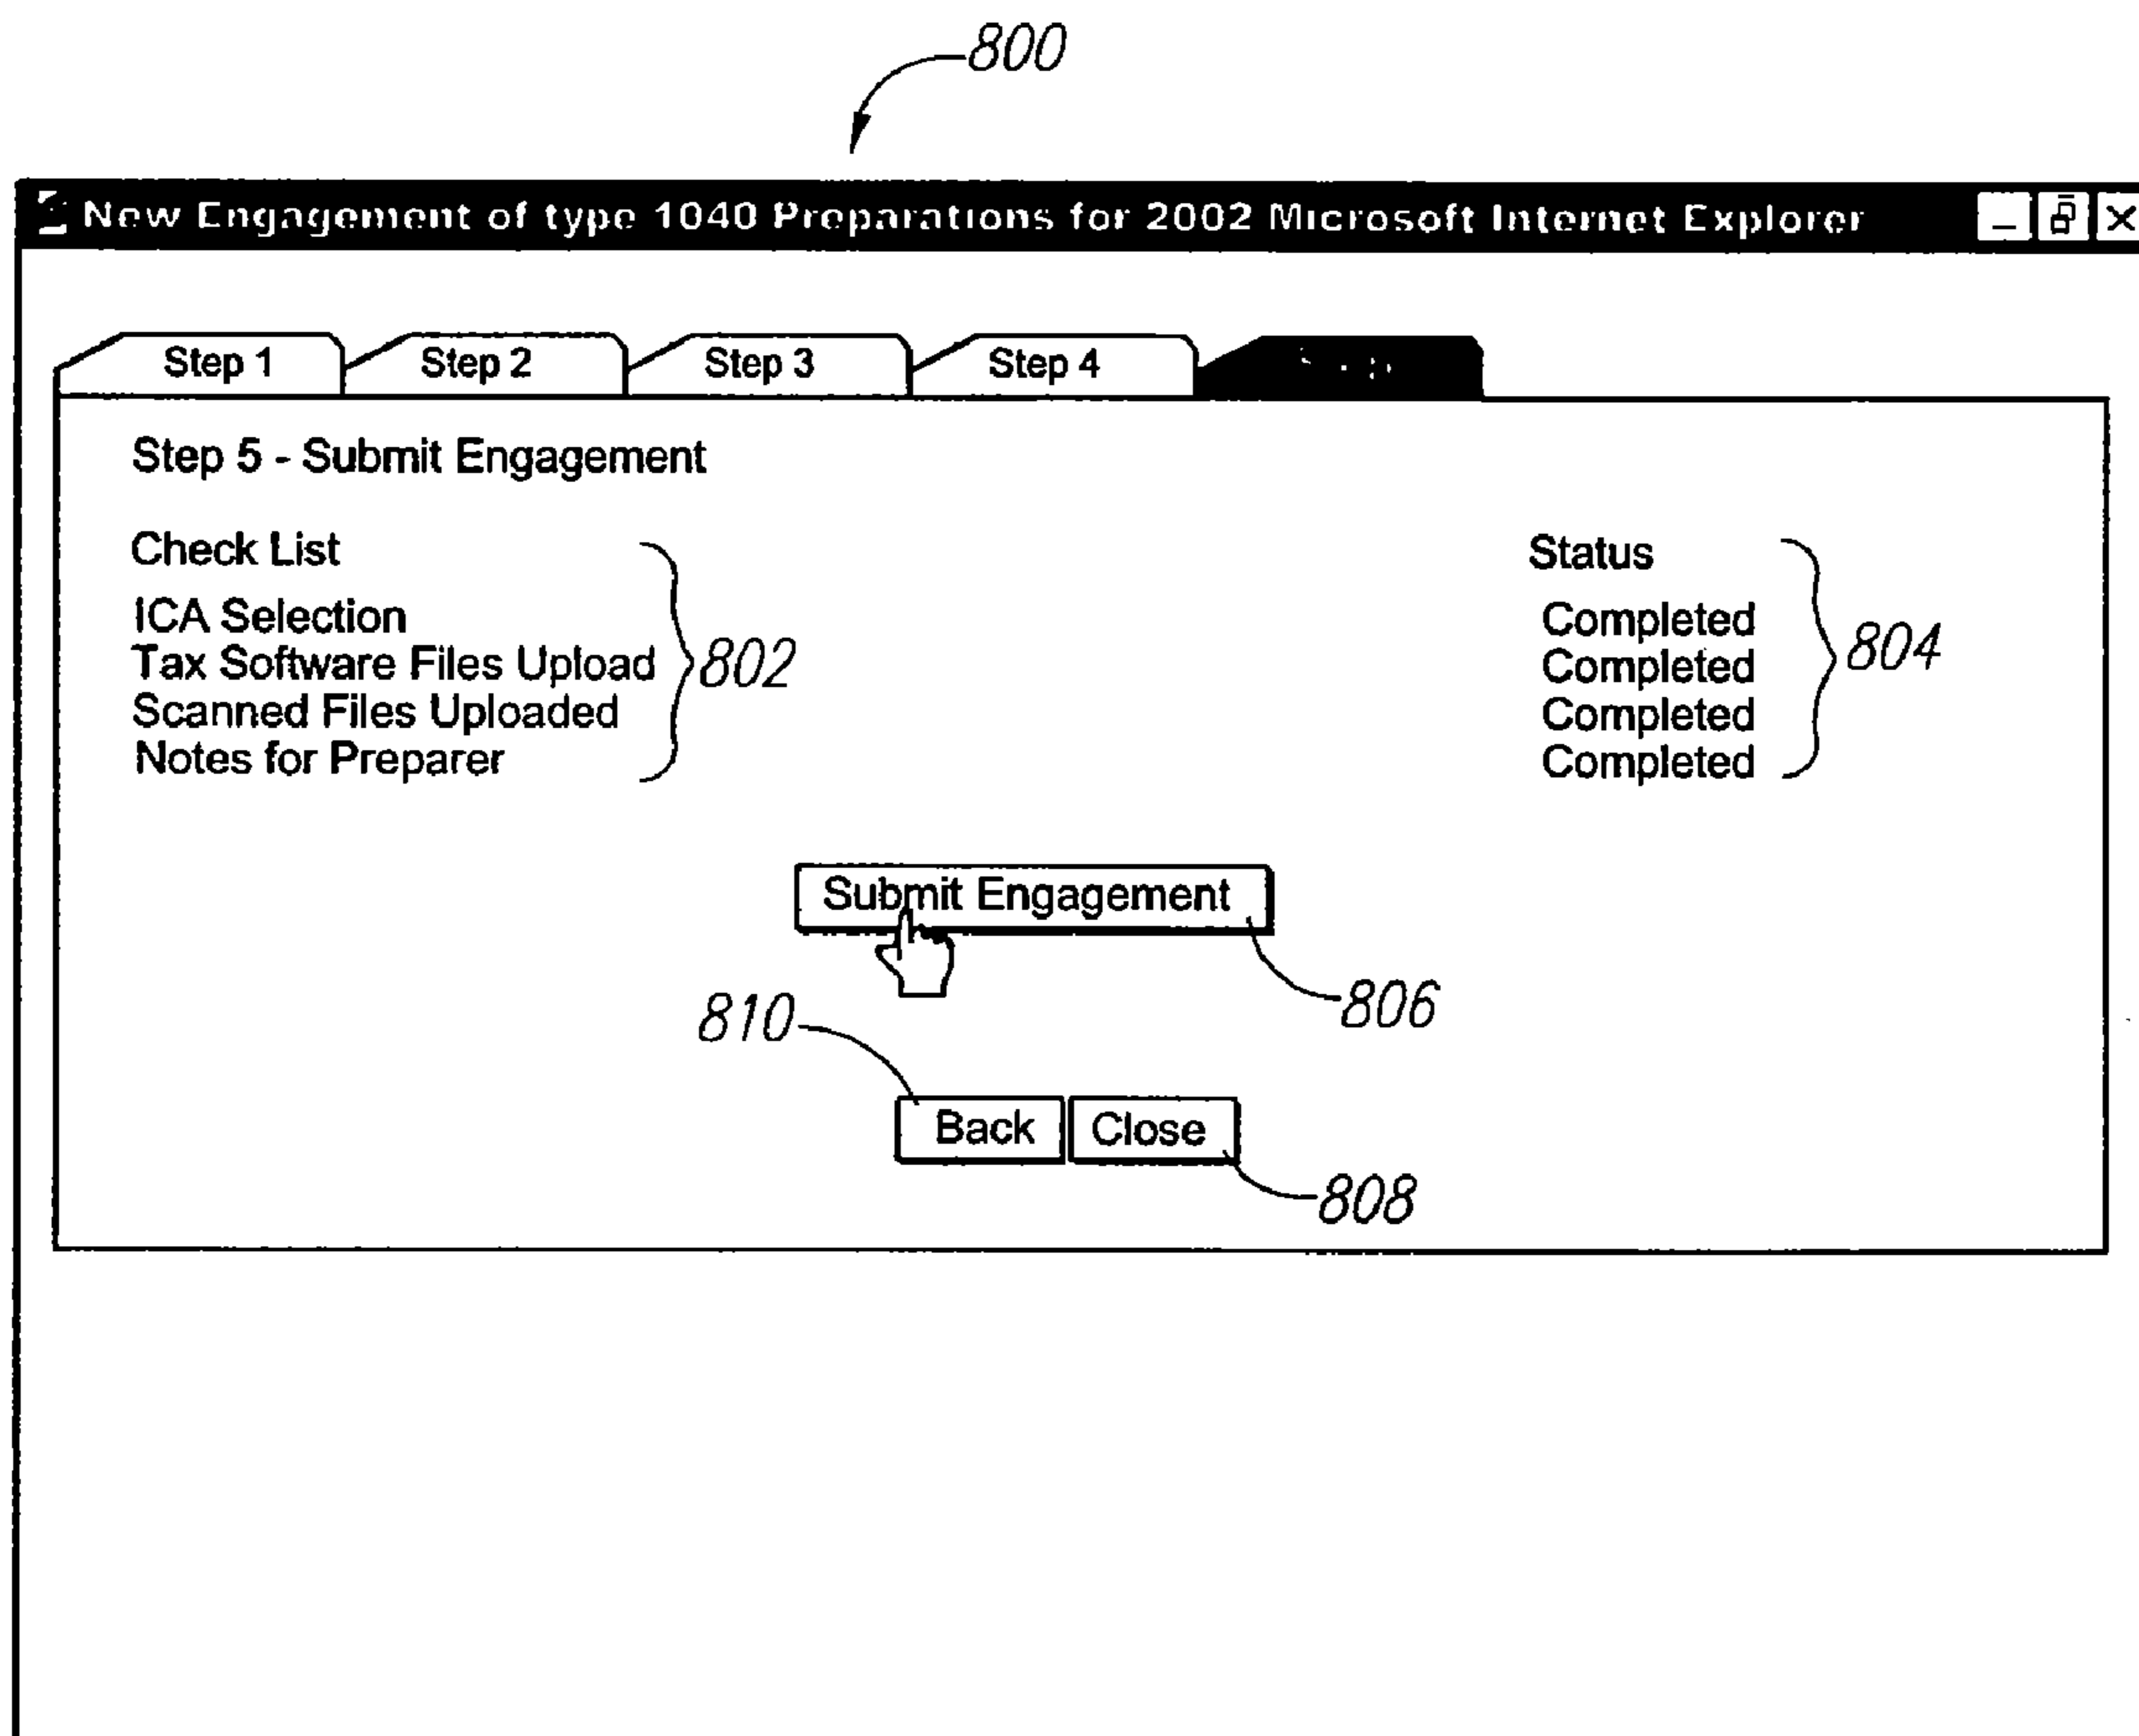 800
New Engagement of type 1040 Preparations for 2002 Microsoft Internet Explorer
Step 1 Step 2 Step 3 Step 4
Step 5 - Submit Engagement
Check List Status
ICA Selection Completed
Tax Software Files Upload 802 Completed 804
Scanned Files Uploaded Completed
Notes for Preparer Completed
Submit Engagement
806
810
Back Close
808